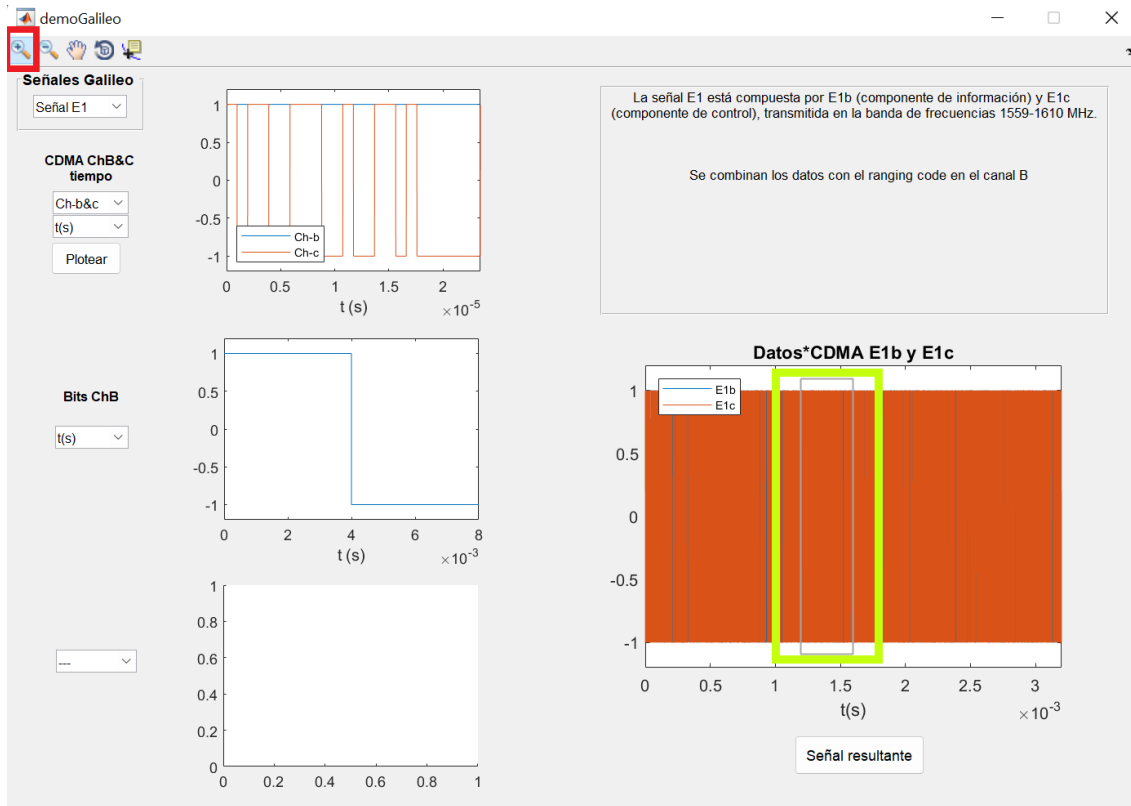 demoGalileo
Señales Galileo
Señal E1
CDMA ChB&C
tiempo
Ch-b&c
t(s)
Plotear
1
0.5
0
-0.5
-1
Ch-b
Ch-c
0 0.5 1 1.5 2
t (s)
×10-5
La señal E1 está compuesta por E1b (componente de información) y E1c
(componente de control), transmitida en la banda de frecuencias 1559-1610 MHz.
Se combinan los datos con el ranging code en el canal B
Bits ChB
t(s)
1
0.5
0
-0.5
-1
0 2 4 6 8
t (s)
×10-3
Datos*CDMA E1b y E1c
E1b
E1c
1
0.5
0
-0.5
-1
0 0.5 1 1.5 2 2.5 3
t(s)
×10-3
---
1
0.8
0.6
0.4
0.2
0
0 0.2 0.4 0.6 0.8 1
Señal resultante